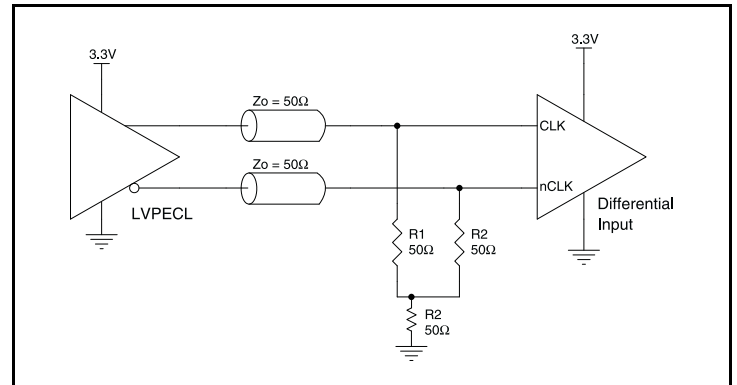 3.3V
3.3V
Zo = 50Ω
CLK
Zo = 50Ω
nCLK
LVPECL
Differential
Input
R1
50Ω
R2
50Ω
R2
50Ω